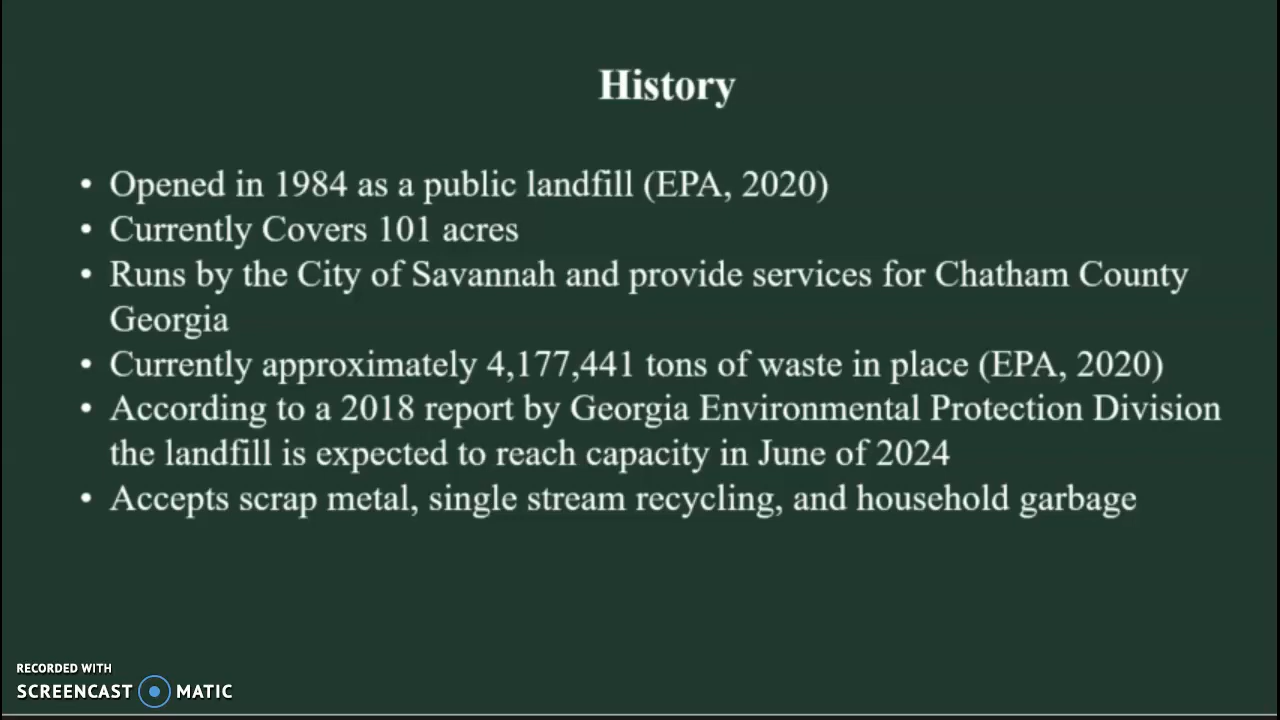 History
• Opened in 1984 as a public landfill (EPA, 2020)
• Currently Covers 101 acres
• Runs by the City of Savannah and provide services for Chatham County
Georgia
• Currently approximately 4,177,441 tons of waste in place (EPA, 2020)
• According to a 2018 report by Georgia Environmental Protection Division
the landfill is expected to reach capacity in June of 2024
• Accepts scrap metal, single stream recycling, and household garbage
RECORDED WITH
SCREENCAST MATIC